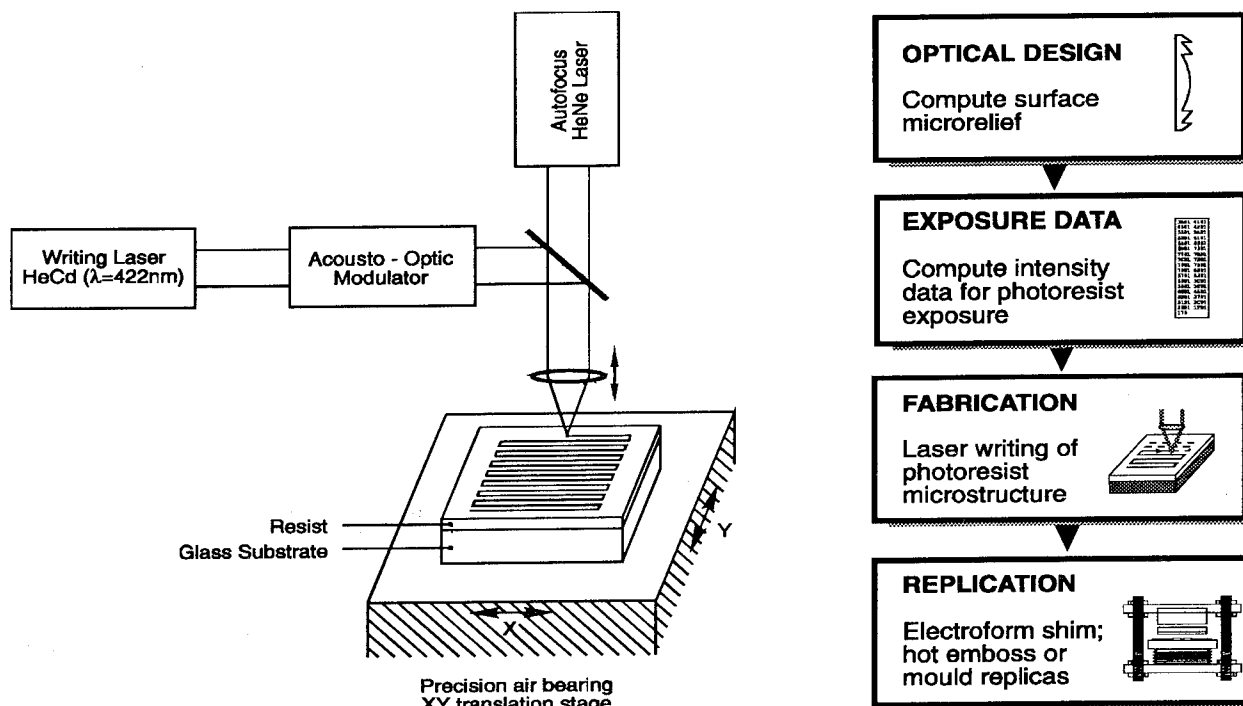 Autofocus
HeNe Laser
Writing Laser
HeCd (λ=422nm)
Acousto - Optic
Modulator
Resist
Glass Substrate
X
Y
Precision air bearing
XY translation stage
OPTICAL DESIGN
Compute surface
microrelief
EXPOSURE DATA
Compute intensity
data for photoresist
exposure
FABRICATION
Laser writing of
photoresist
microstructure
REPLICATION
Electroform shim;
hot emboss or
mould replicas